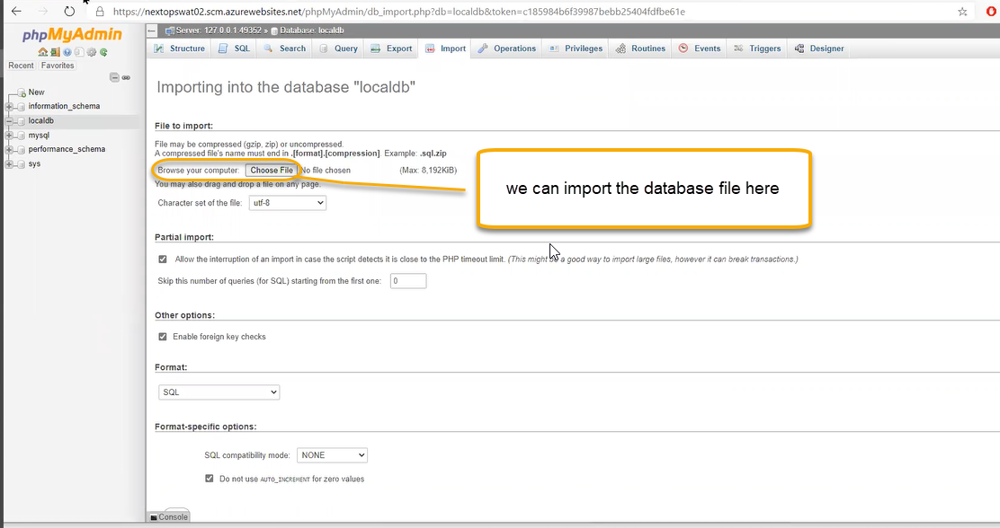 https://nextopswat02.scm.azurewebsites.net/phpMyAdmin/db_import.php?db=localdb&token=c185984b6f39987bebb25404fdfbe61e
phpMyAdmin
Server: 127.0.0.1:49352 » Database: localdb
Structure SQL Search Query Export Import Operations Privileges Routines Events Triggers Designer
Recent Favorites
New
information_schema
localdb
mysql
performance_schema
sys
Importing into the database "localdb"
File to import:
File may be compressed (gzip, zip) or uncompressed.
A compressed file's name must end in .[format].[compression]. Example: .sql.zip
Browse your computer: Choose File No file chosen (Max: 8,192KiB)
You may also drag and drop a file on any page.
Character set of the file: utf-8
we can import the database file here
Partial import:
Allow the interruption of an import in case the script detects it is close to the PHP timeout limit. (This might be a good way to import large files, however it can break transactions.)
Skip this number of queries (for SQL) starting from the first one: 0
Other options:
Enable foreign key checks
Format:
SQL
Format-specific options:
SQL compatibility mode: NONE
Do not use AUTO_INCREMENT for zero values
Console